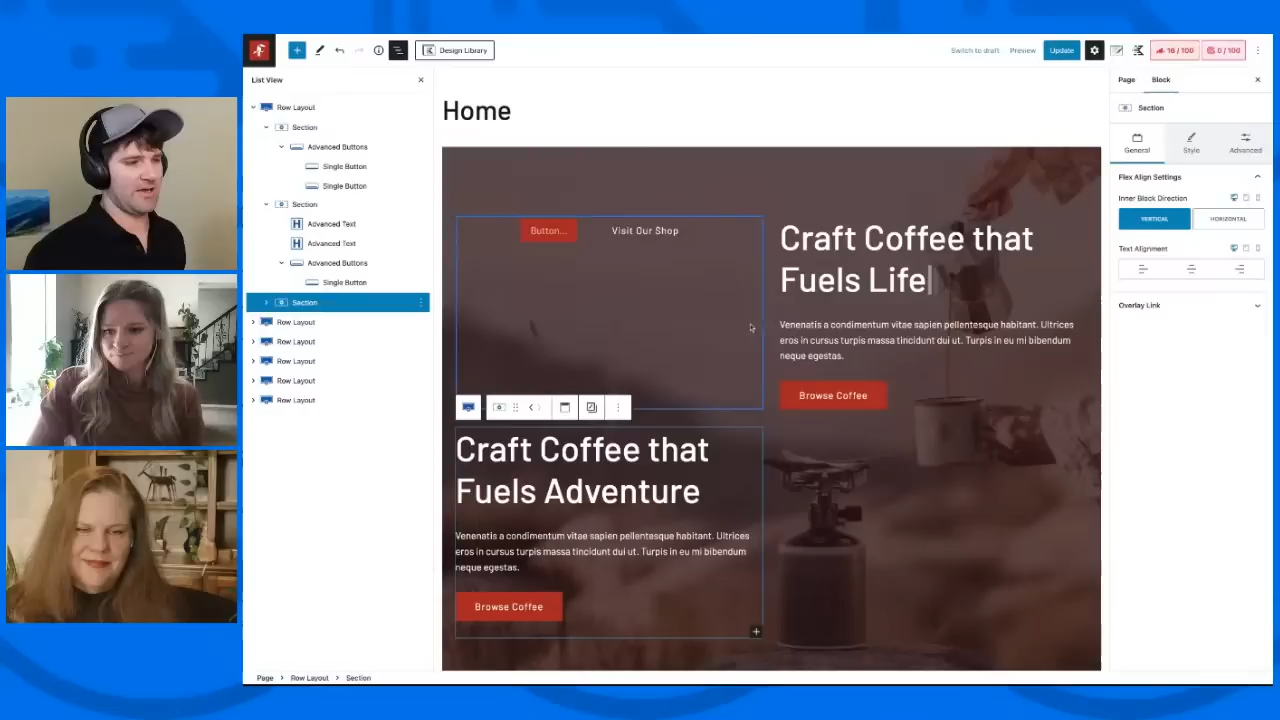 Design Library
Switch to draft
Preview
Update
16 / 100
0 / 100
List View
Row Layout
Section
Advanced Buttons
Single Button
Single Button
Section
Advanced Text
Advanced Text
Advanced Buttons
Single Button
Section
Row Layout
Row Layout
Row Layout
Row Layout
Row Layout
Home
Button...
Visit Our Shop
Craft Coffee that
Fuels Life
Venenatis a condimentum vitae sapien pellentesque habitant. Ultrices
eros in cursus turpis massa tincidunt dui ut. Turpis in eu mi bibendum
neque egestas.
Browse Coffee
Craft Coffee that
Fuels Adventure
Venenatis a condimentum vitae sapien pellentesque habitant. Ultrices
eros in cursus turpis massa tincidunt dui ut. Turpis in eu mi bibendum
neque egestas.
Browse Coffee
Page
Block
Section
General
Style
Advanced
Flex Align Settings
Inner Block Direction
VERTICAL
HORIZONTAL
Text Alignment
Overlay Link
Page > Row Layout > Section